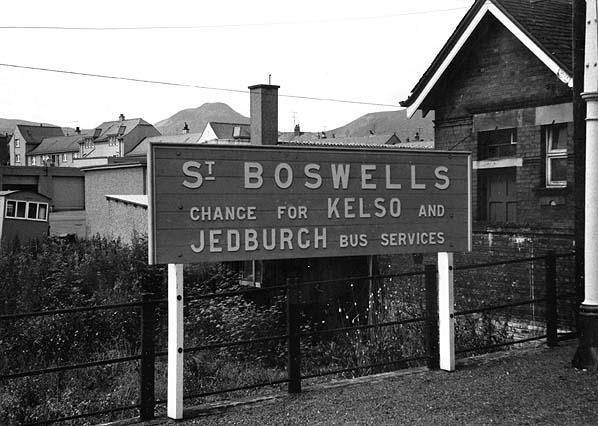 ST BOSWELLS
CHANGE FOR KELSO AND
JEDBURGH BUS SERVICES